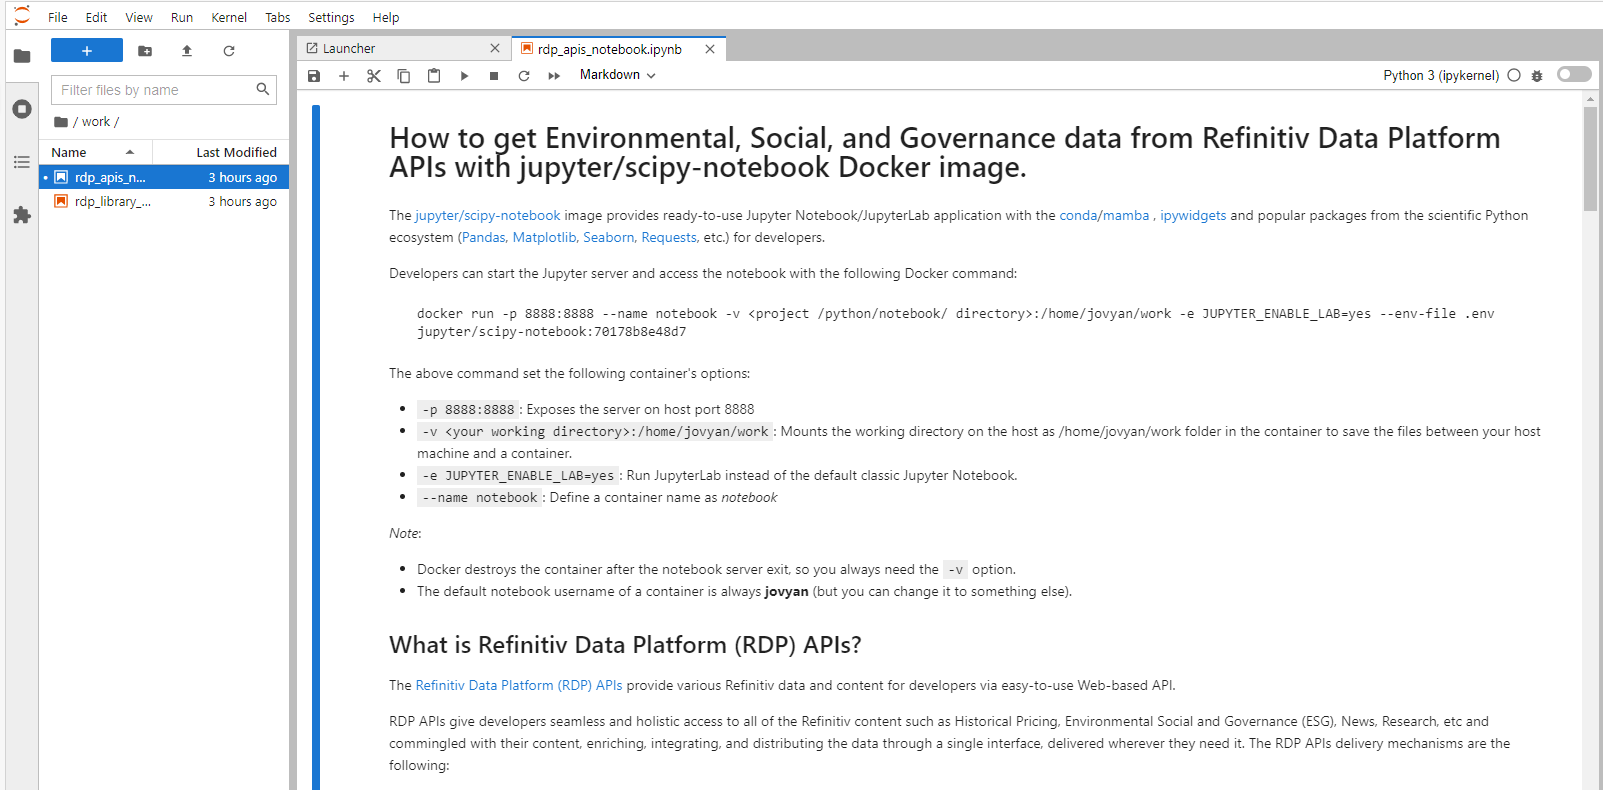 File Edit View Run Kernel Tabs Settings Help
Launcher
rdp_apis_notebook.ipynb
Markdown
Python 3 (ipykernel)
Filter files by name
/ work /
Name Last Modified
rdp_apis_n... 3 hours ago
rdp_library_... 3 hours ago
How to get Environmental, Social, and Governance data from Refinitiv Data Platform
APIs with jupyter/scipy-notebook Docker image.
The jupyter/scipy-notebook image provides ready-to-use Jupyter Notebook/JupyterLab application with the conda/mamba , ipywidgets and popular packages from the scientific Python
ecosystem (Pandas, Matplotlib, Seaborn, Requests, etc.) for developers.
Developers can start the Jupyter server and access the notebook with the following Docker command:
docker run -p 8888:8888 --name notebook -v <project /python/notebook/ directory>:/home/jovyan/work -e JUPYTER_ENABLE_LAB=yes --env-file .env
jupyter/scipy-notebook:70178b8e48d7
The above command set the following container's options:
• -p 8888:8888 : Exposes the server on host port 8888
• -v <your working directory>:/home/jovyan/work : Mounts the working directory on the host as /home/jovyan/work folder in the container to save the files between your host
machine and a container.
• -e JUPYTER_ENABLE_LAB=yes : Run JupyterLab instead of the default classic Jupyter Notebook.
• --name notebook : Define a container name as notebook
Note:
• Docker destroys the container after the notebook server exit, so you always need the -v option.
• The default notebook username of a container is always jovyan (but you can change it to something else).
What is Refinitiv Data Platform (RDP) APIs?
The Refinitiv Data Platform (RDP) APIs provide various Refinitiv data and content for developers via easy-to-use Web-based API.
RDP APIs give developers seamless and holistic access to all of the Refinitiv content such as Historical Pricing, Environmental Social and Governance (ESG), News, Research, etc and
commingled with their content, enriching, integrating, and distributing the data through a single interface, delivered wherever they need it. The RDP APIs delivery mechanisms are the
following: